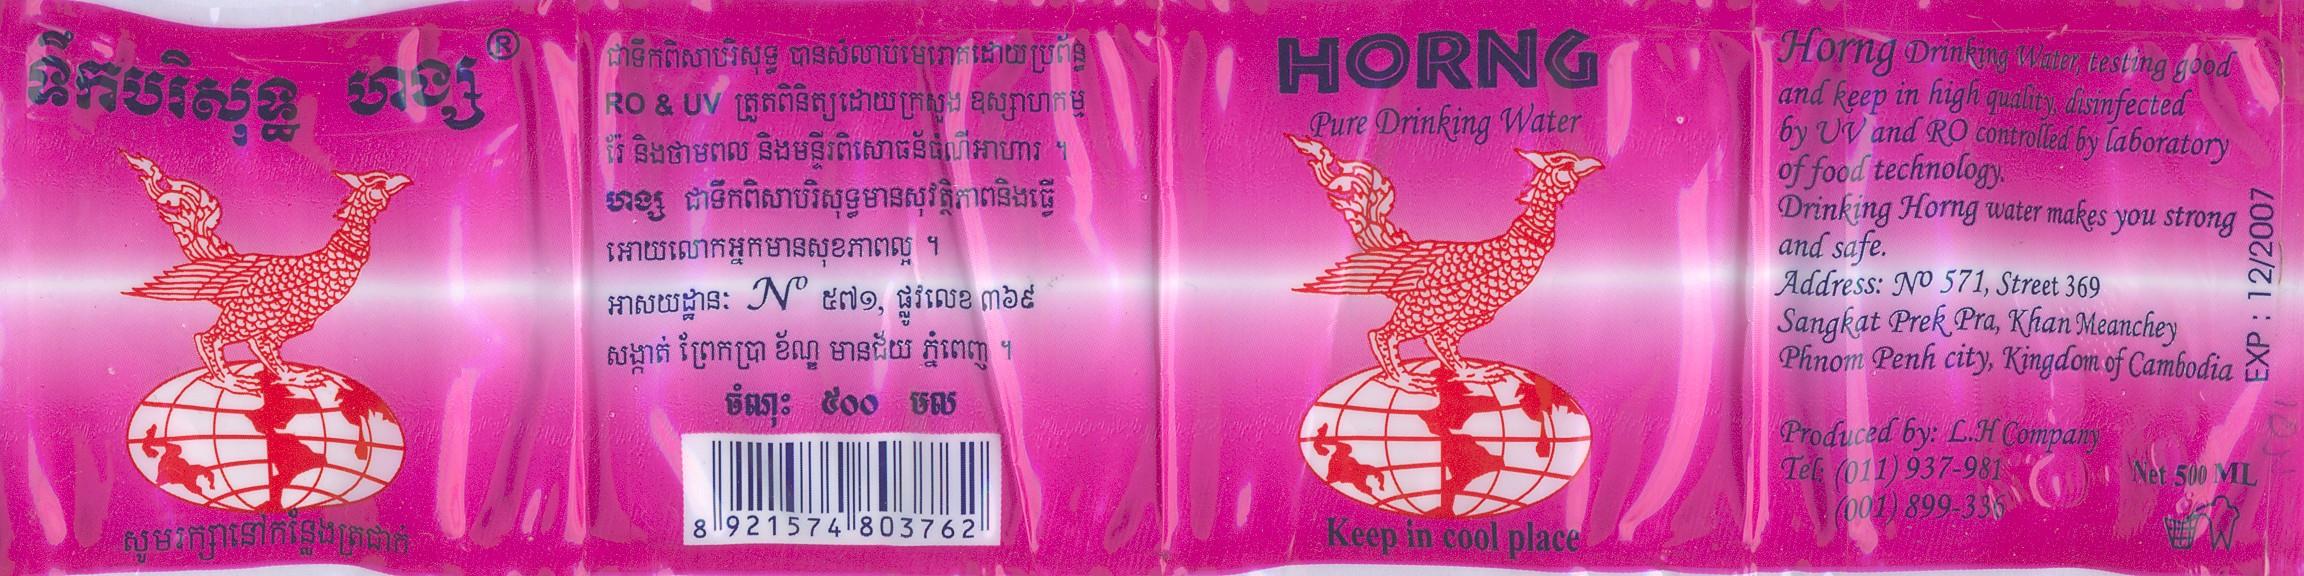 ទឹកបរិសុទ្ធ ហង្ស ®
សូមរក្សានៅកន្លែងត្រជាក់
ជាទឹកពិសាបរិសុទ្ធ បានសំលាប់មេរោគដោយប្រព័ន្ធ
RO & UV ត្រួតពិនិត្យដោយក្រសួង ឧស្សាហកម្ម
រ៉ែ និងថាមពល និងមន្ទីរពិសោធន៍ធំណីអាហារ ។
ហង្ស ជាទឹកពិសាបរិសុទ្ធមានសុវត្ថិភាពនិងធ្វើ
អោយលោកអ្នកមានសុខភាពល្អ ។
អាសយដ្ឋាន: Nº ៥៧១, ផ្លូវលេខ ៣៦៩
សង្កាត់ ព្រែកប្រា ខ័ណ្ឌ មានជ័យ ភ្នំពេញ ។
ចំណុះ ៥០០ មល
8 921574 803762
HORNG
Pure Drinking Water
Keep in cool place
Horng Drinking Water, testing good
and keep in high quality, disinfected
by UV and RO controlled by laboratory
of food technology.
Drinking Horng water makes you strong
and safe.
Address: Nº 571, Street 369
Sangkat Prek Pra, Khan Meanchey
Phnom Penh city, Kingdom of Cambodia
Produced by: L.H Company
Tel: (011) 937-981
(001) 899-336
Net 500 ML
EXP : 12/2007